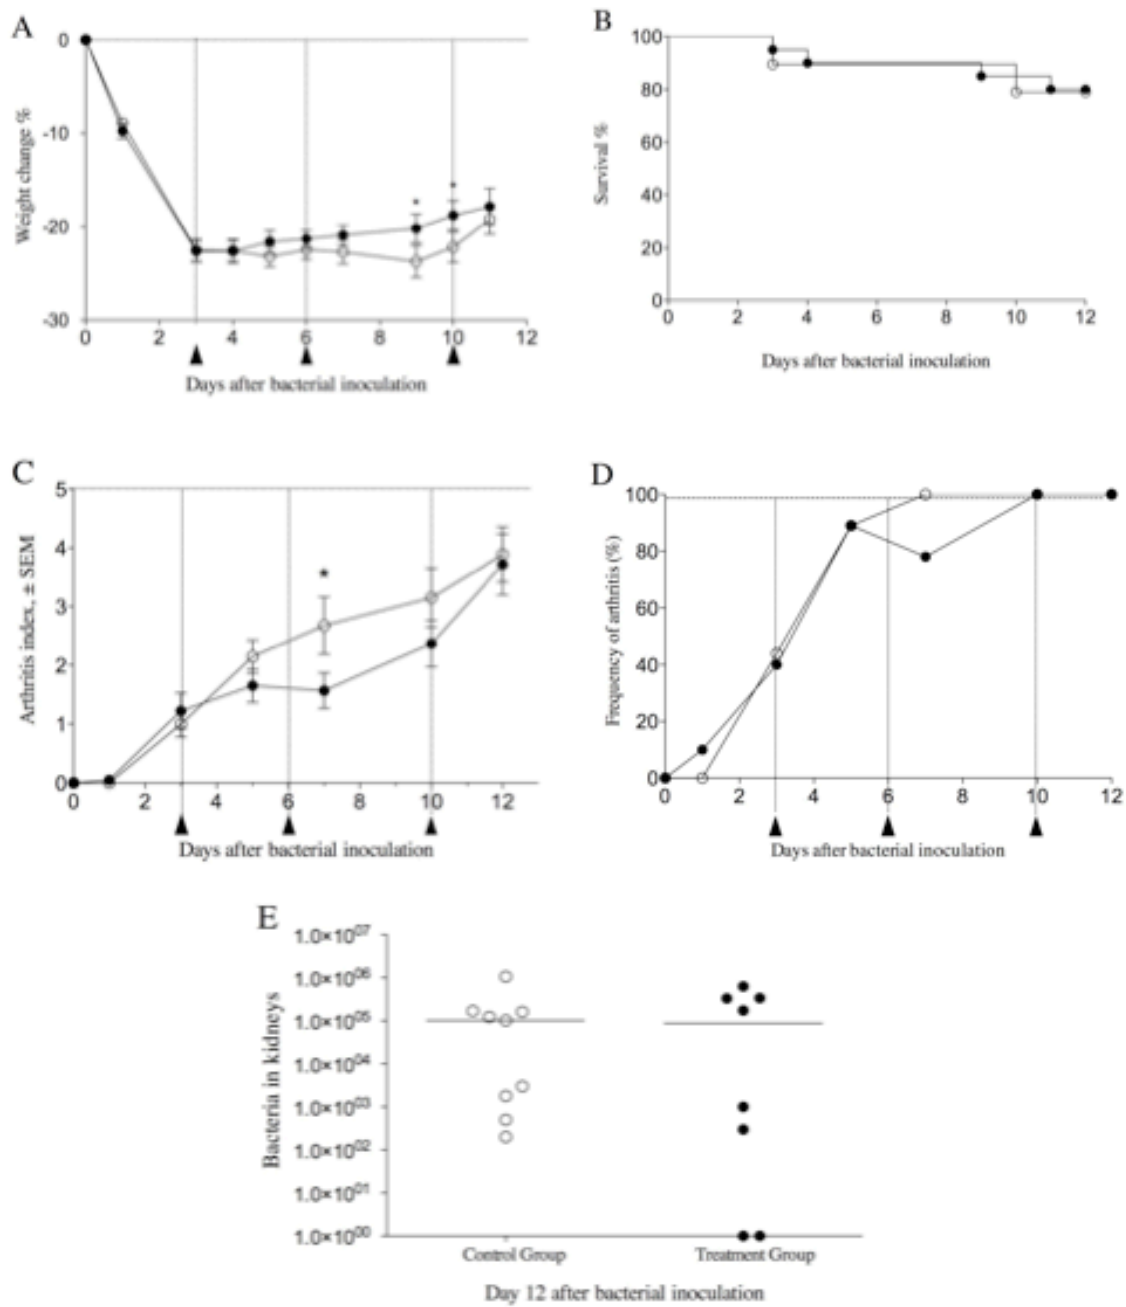 A
0
-10
-20
-30
Weight change %
* *
0 2 4 6 8 10 12
Days after bacterial inoculation
B
100
80
60
40
20
0
Survival %
0 2 4 6 8 10 12
Days after bacterial inoculation
C
5
4
3
2
1
0
Arthritis index, ± SEM
*
0 2 4 6 8 10 12
Days after bacterial inoculation
D
100
80
60
40
20
0
Frequency of arthritis (%)
0 2 4 6 8 10 12
Days after bacterial inoculation
E
1.0×10⁰⁷
1.0×10⁰⁶
1.0×10⁰⁵
1.0×10⁰⁴
1.0×10⁰³
1.0×10⁰²
1.0×10⁰¹
1.0×10⁰⁰
Bacteria in kidneys
Control Group Treatment Group
Day 12 after bacterial inoculation